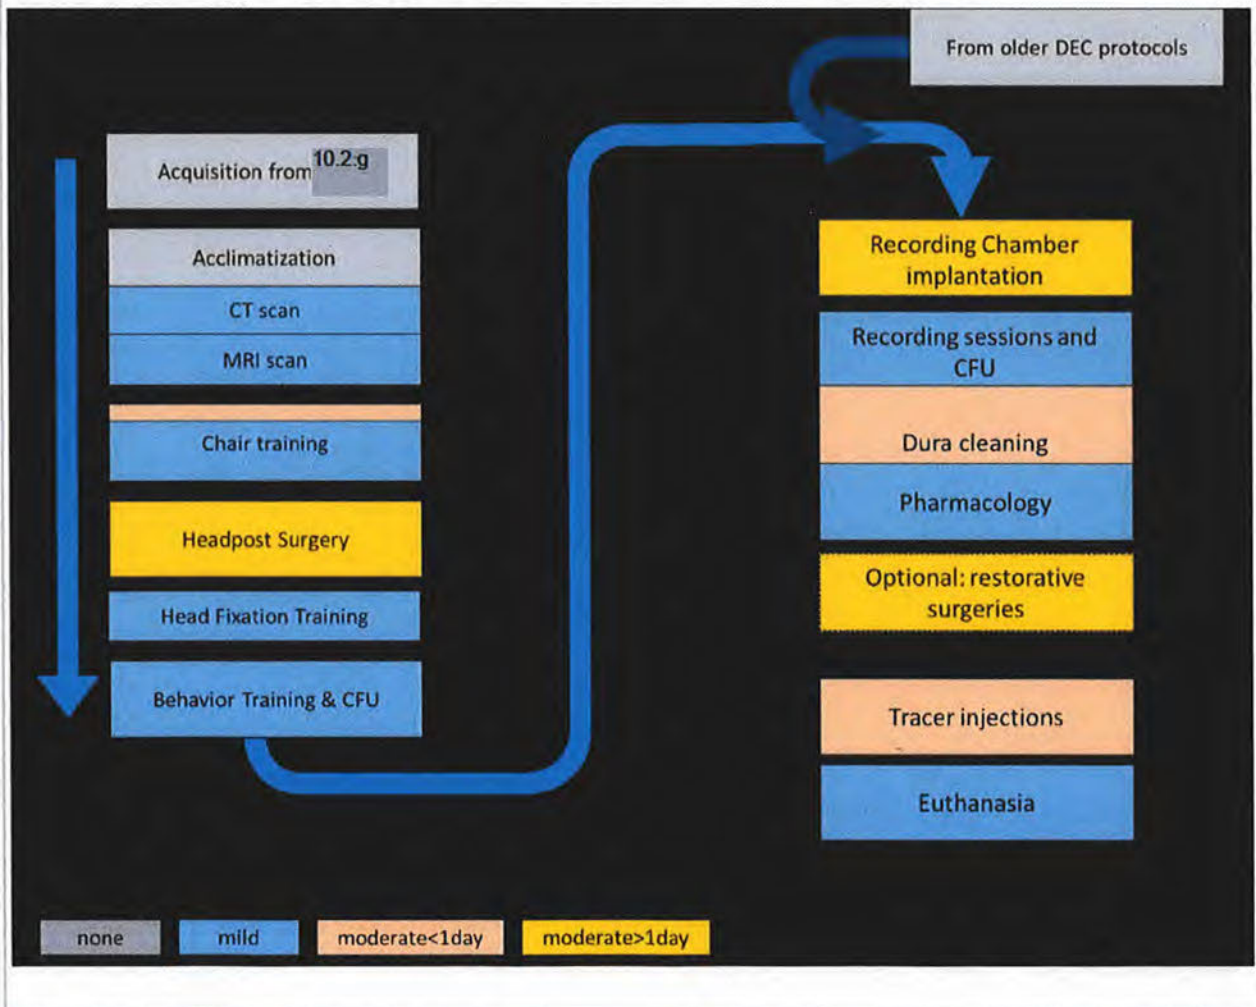 From older DEC protocols
Acquisition from 10.2.g
Acclimatization
CT scan
MRI scan
Chair training
Headpost Surgery
Head Fixation Training
Behavior Training & CFU
Recording Chamber
implantation
Recording sessions and
CFU
Dura cleaning
Pharmacology
Optional: restorative
surgeries
Tracer injections
Euthanasia
none
mild
moderate<1day
moderate>1day